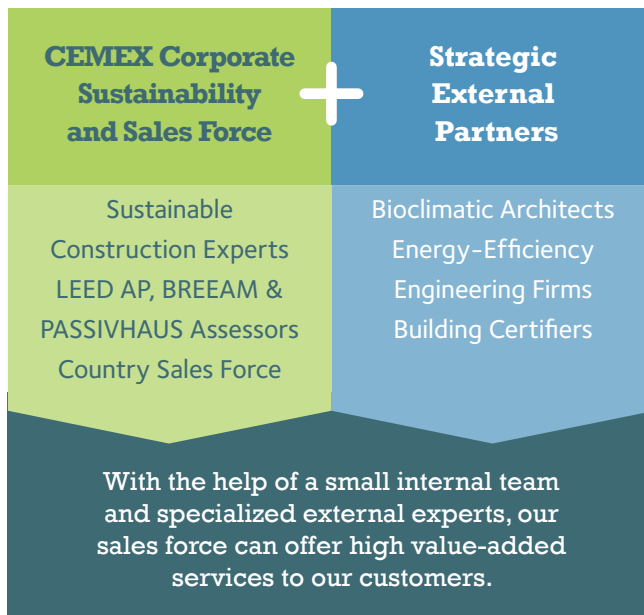 CEMEX Corporate
Sustainability
and Sales Force
+
Strategic
External
Partners
Sustainable
Construction Experts
LEED AP, BREEAM &
PASSIVHAUS Assessors
Country Sales Force
Bioclimatic Architects
Energy-Efficiency
Engineering Firms
Building Certifiers
With the help of a small internal team
and specialized external experts, our
sales force can offer high value-added
services to our customers.